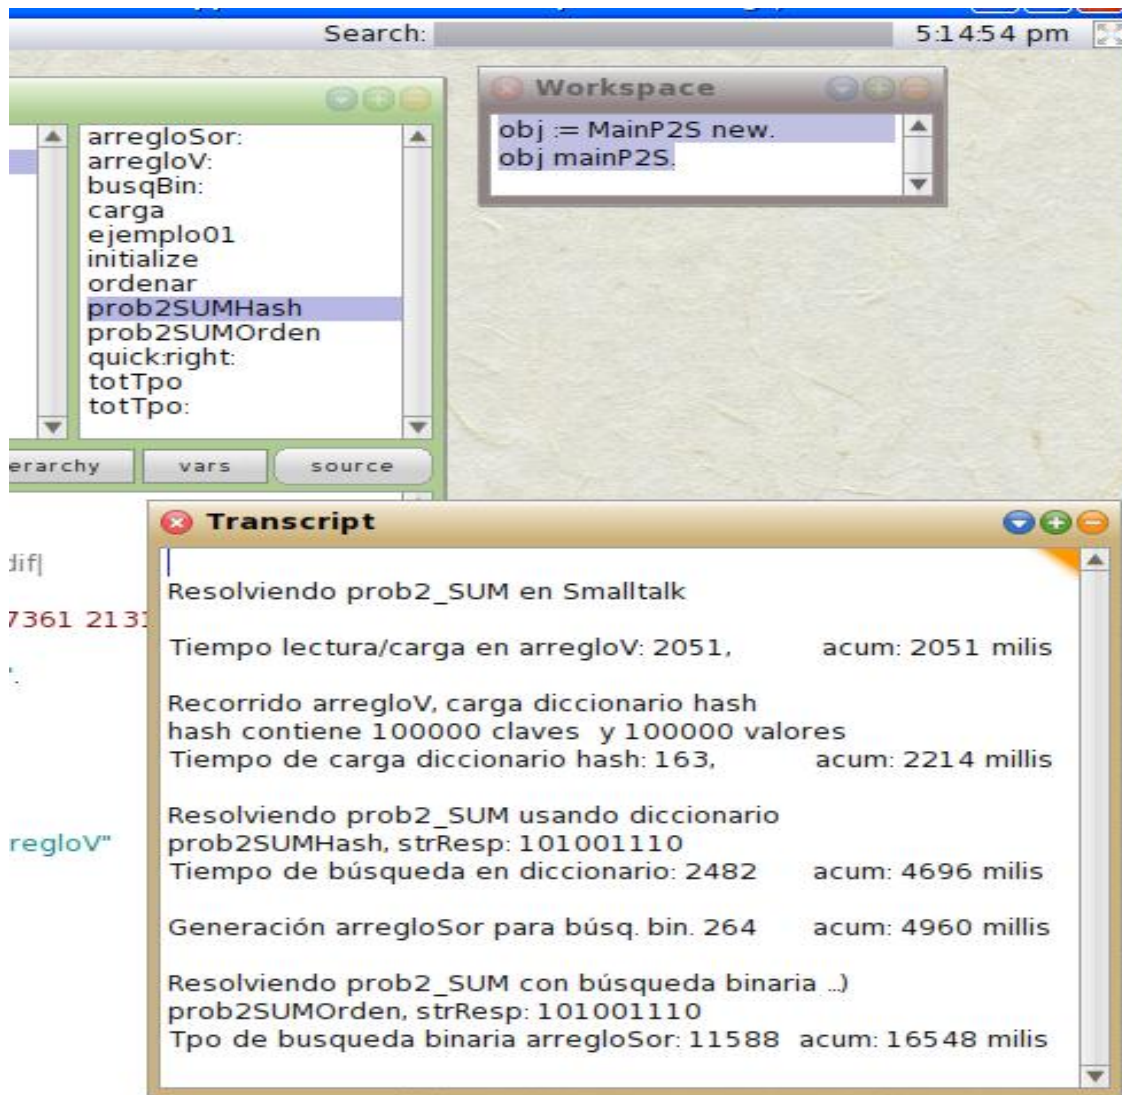 Search:
5:14:54 pm
arregloSor:
arregloV:
busqBin:
carga
ejemplo01
initialize
ordenar
prob2SUMHash
prob2SUMOrden
quick:right:
totTpo
totTpo:
erarchy vars source
Workspace
obj := MainP2S new.
obj mainP2S.
dif|
7361 2131
".
regloV"
Transcript
Resolviendo prob2_SUM en Smalltalk
Tiempo lectura/carga en arregloV: 2051, acum: 2051 milis
Recorrido arregloV, carga diccionario hash
hash contiene 100000 claves y 100000 valores
Tiempo de carga diccionario hash: 163, acum: 2214 millis
Resolviendo prob2_SUM usando diccionario
prob2SUMHash, strResp: 101001110
Tiempo de búsqueda en diccionario: 2482 acum: 4696 milis
Generación arregloSor para búsq. bin. 264 acum: 4960 millis
Resolviendo prob2_SUM con búsqueda binaria ...)
prob2SUMOrden, strResp: 101001110
Tpo de busqueda binaria arregloSor: 11588 acum: 16548 milis